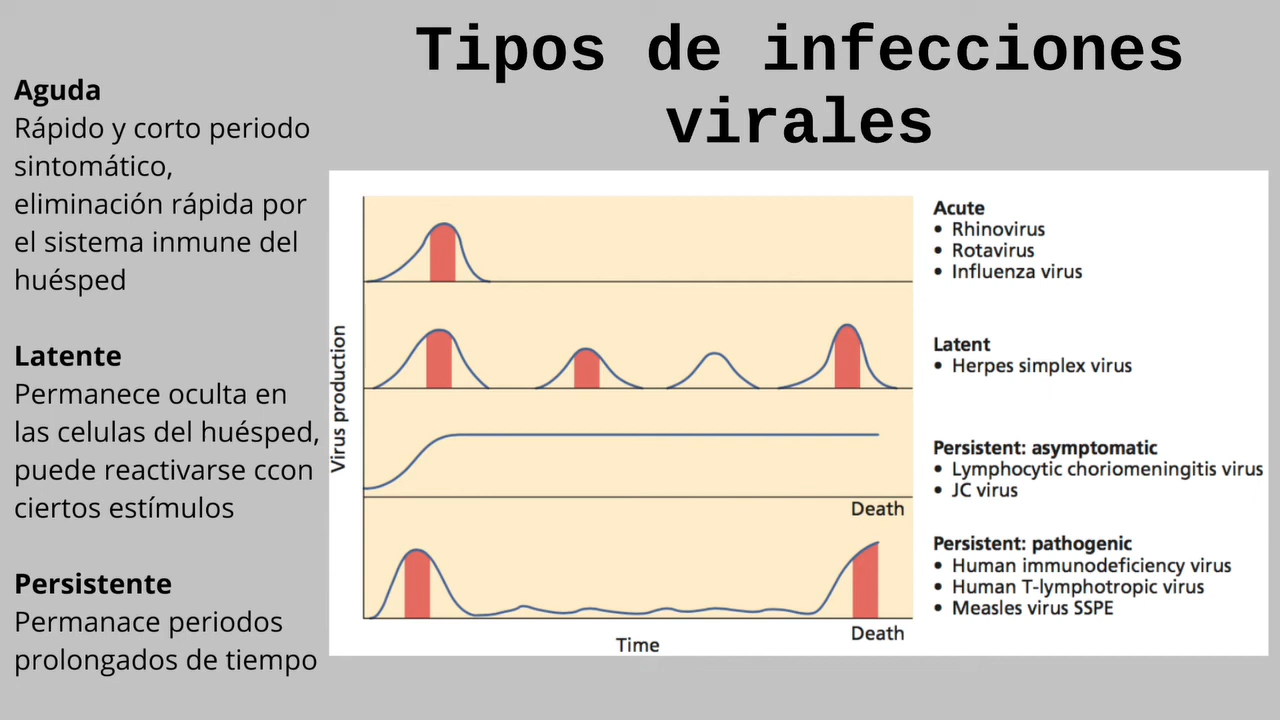 Tipos de infecciones
virales
Aguda
Rápido y corto periodo
sintomático,
eliminación rápida por
el sistema inmune del
huésped
Latente
Permanece oculta en
las celulas del huésped,
puede reactivarse ccon
ciertos estímulos
Persistente
Permanace periodos
prolongados de tiempo
Virus production
Acute
• Rhinovirus
• Rotavirus
• Influenza virus
Latent
• Herpes simplex virus
Persistent: asymptomatic
• Lymphocytic choriomeningitis virus
• JC virus
Death
Persistent: pathogenic
• Human immunodeficiency virus
• Human T-lymphotropic virus
• Measles virus SSPE
Death
Time